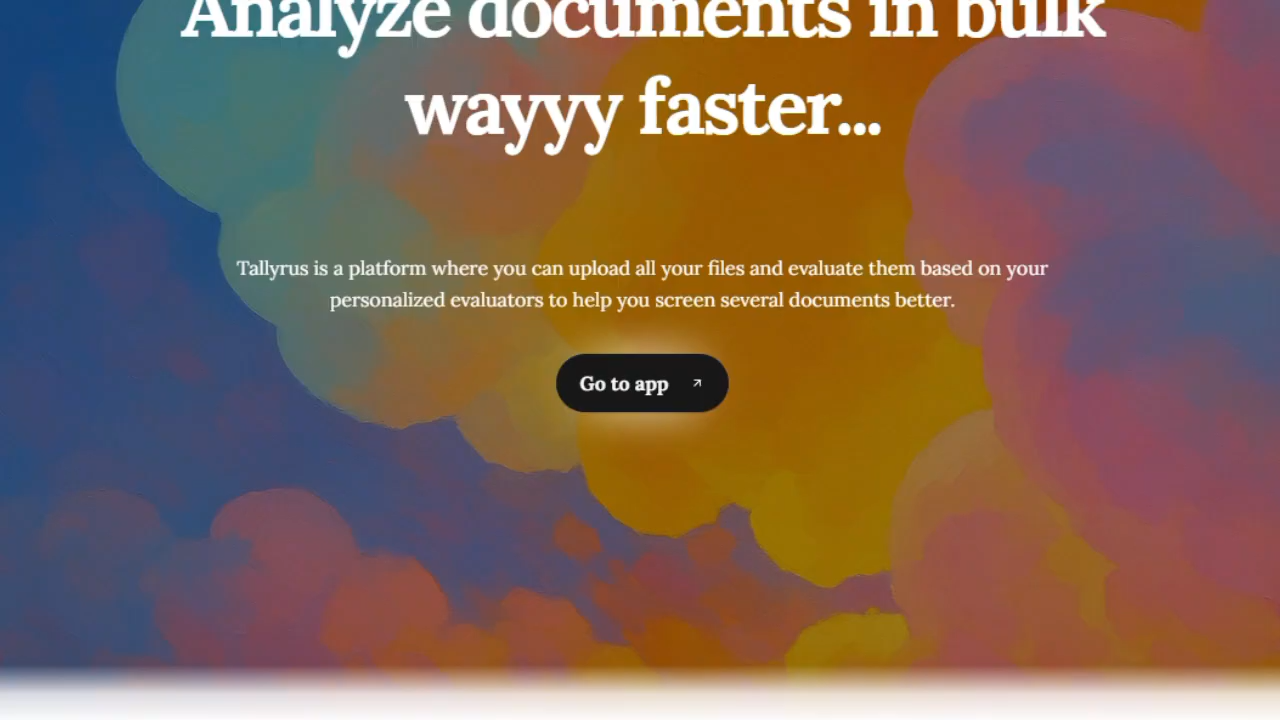 Analyze documents in bulk
wayyy faster...
Tallyrus is a platform where you can upload all your files and evaluate them based on your
personalized evaluators to help you screen several documents better.
Go to app